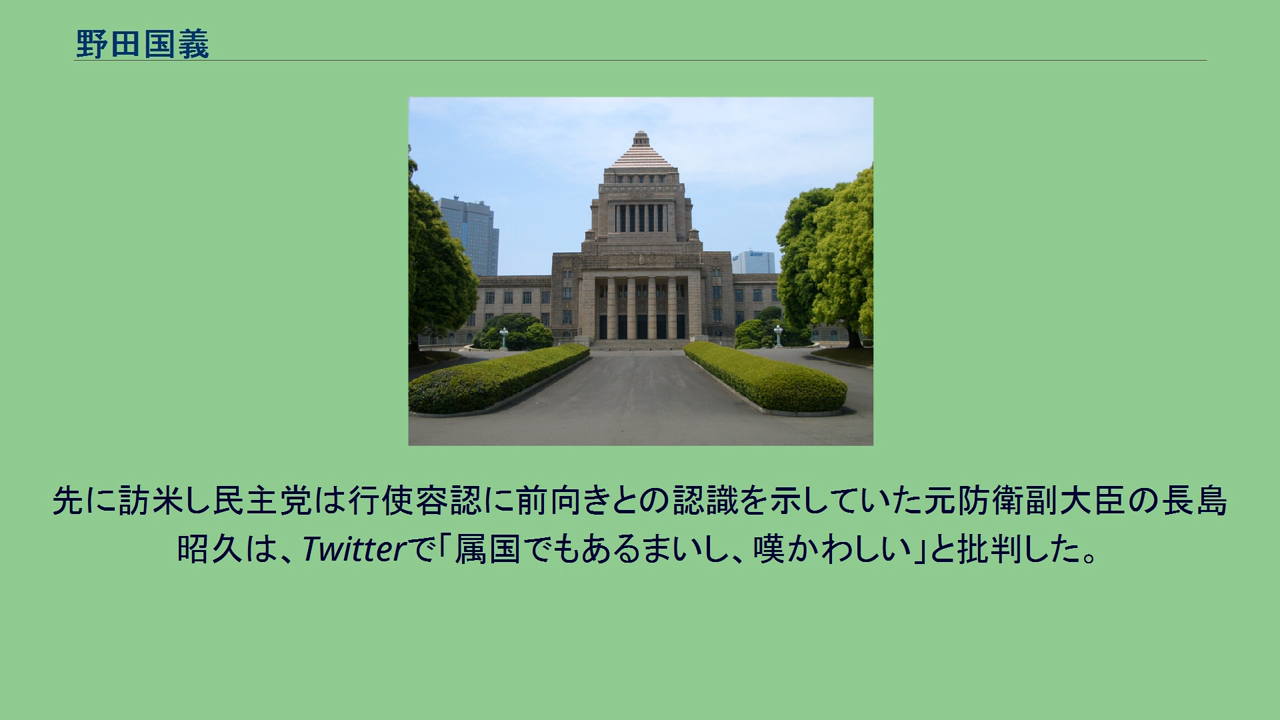 野田国義
先に訪米し民主党は行使容認に前向きとの認識を示していた元防衛副大臣の長島
昭久は、Twitterで「属国でもあるまいし、嘆かわしい」と批判した。